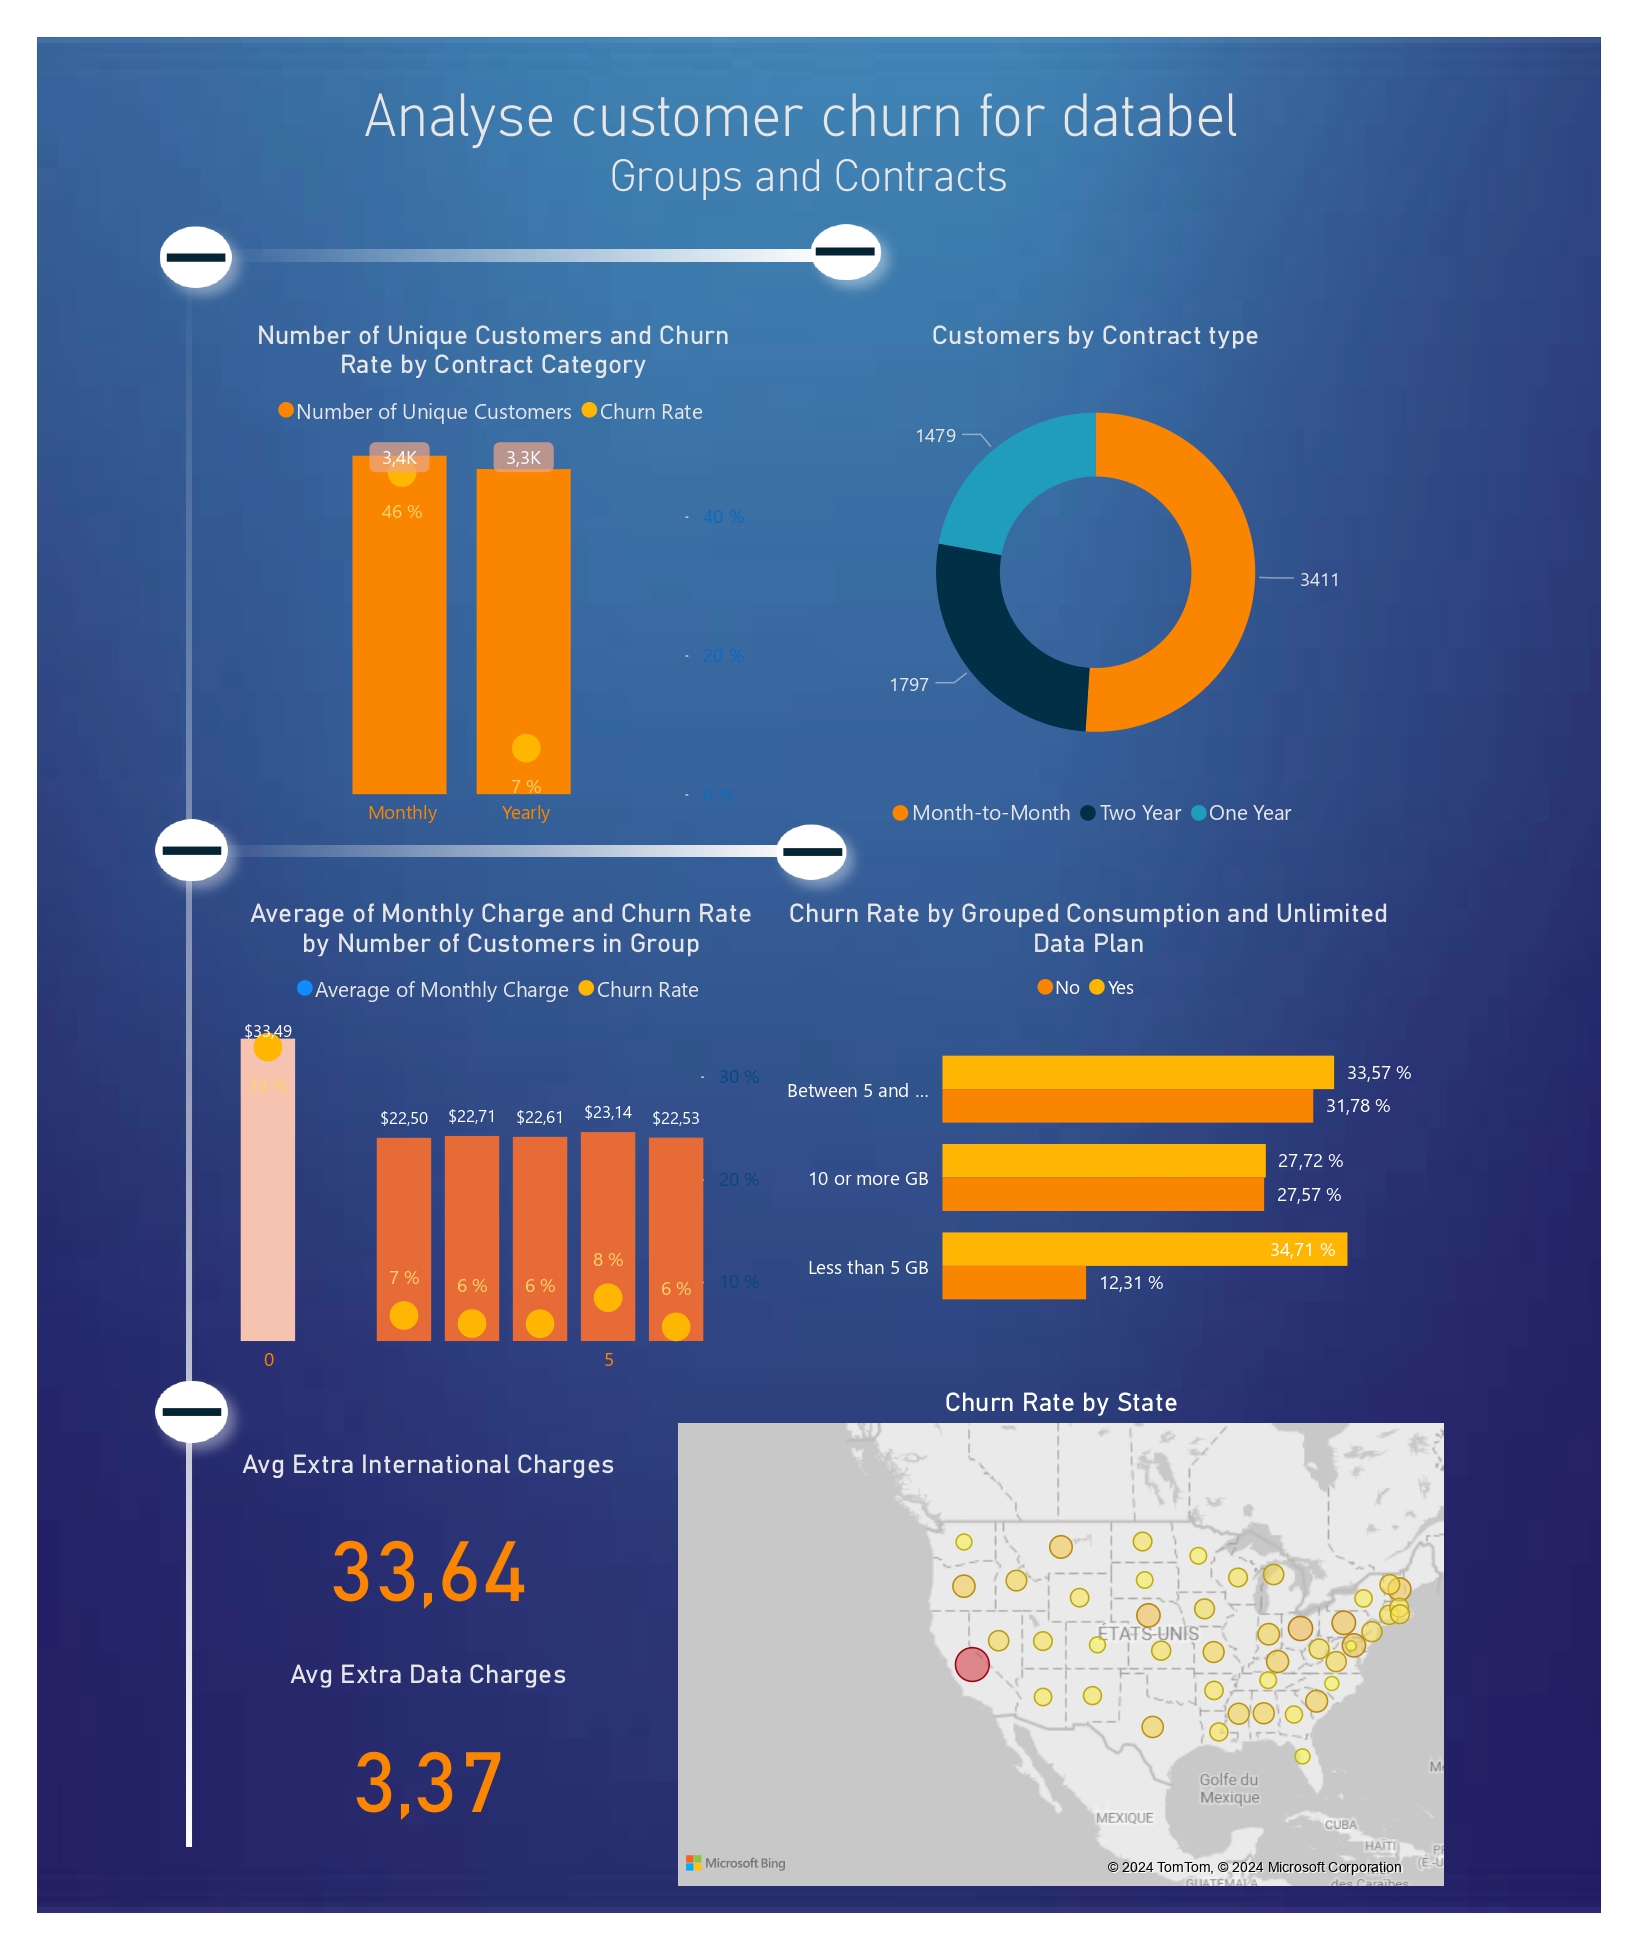 Analyse customer churn for databel
Groups and Contracts
Number of Unique Customers and Churn
Rate by Contract Category
Number of Unique Customers Churn Rate
3,4K
3,3K
46 %
7 %
40 %
20 %
0 %
Monthly
Yearly
Customers by Contract type
1479
3411
1797
Month-to-Month Two Year One Year
Average of Monthly Charge and Churn Rate
by Number of Customers in Group
Average of Monthly Charge Churn Rate
$33,49
33 %
$22,50
$22,71
$22,61
$23,14
$22,53
7 %
6 %
6 %
8 %
6 %
30 %
20 %
10 %
0
5
Churn Rate by Grouped Consumption and Unlimited
Data Plan
No Yes
Between 5 and ...
33,57 %
31,78 %
10 or more GB
27,72 %
27,57 %
Less than 5 GB
34,71 %
12,31 %
Avg Extra International Charges
33,64
Avg Extra Data Charges
3,37
Churn Rate by State
ÉTATS-UNIS
Golfe du
Mexique
MEXIQUE
CUBA
HAÏTI
GUATEMALA
des Caraïbes
Microsoft Bing
© 2024 TomTom, © 2024 Microsoft Corporation